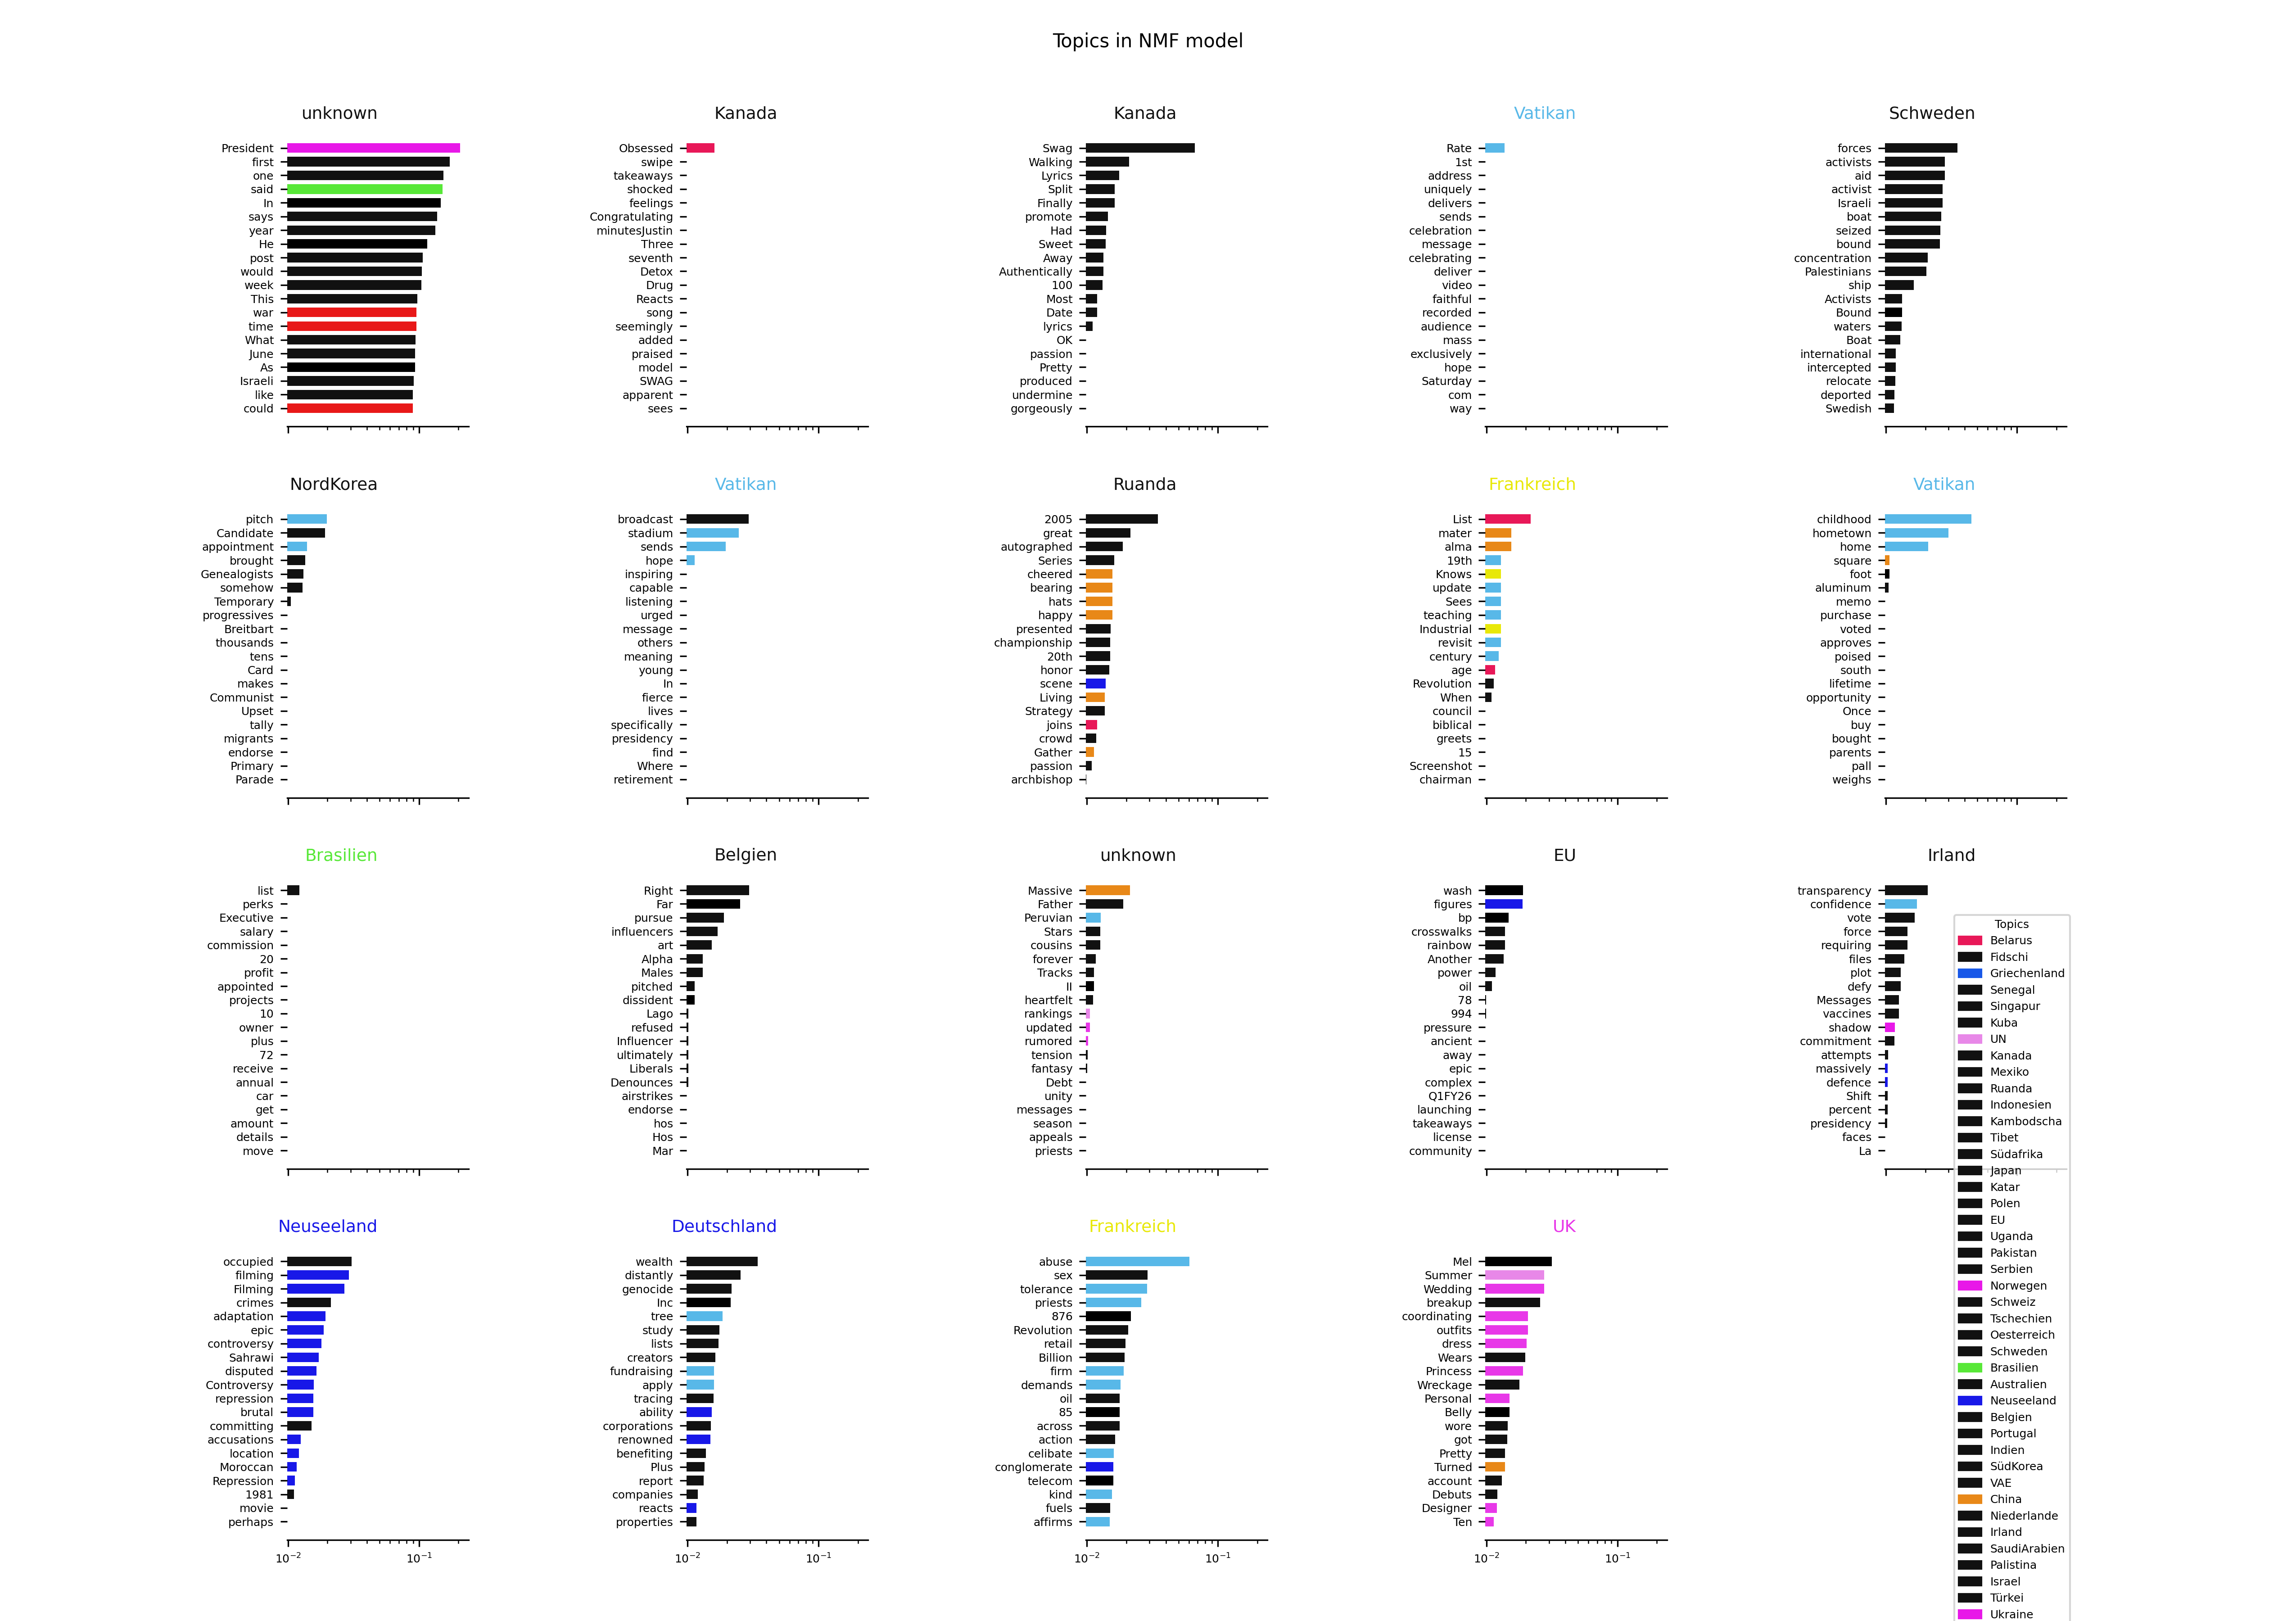 Topics in NMF model
unknown
President
first
one
said
In
says
year
He
post
would
week
This
war
time
What
June
As
Israeli
like
could
Kanada
Obsessed
swipe
takeaways
shocked
feelings
Congratulating
minutesJustin
Three
seventh
Detox
Drug
Reacts
song
seemingly
added
praised
model
SWAG
apparent
sees
Kanada
Swag
Walking
Lyrics
Split
Finally
promote
Had
Sweet
Away
Authentically
100
Most
Date
lyrics
OK
passion
Pretty
produced
undermine
gorgeously
Vatikan
Rate
1st
address
uniquely
delivers
sends
celebration
message
celebrating
deliver
video
faithful
recorded
audience
mass
exclusively
hope
Saturday
com
way
Schweden
forces
activists
aid
activist
Israeli
boat
seized
bound
concentration
Palestinians
ship
Activists
Bound
waters
Boat
international
intercepted
relocate
deported
Swedish
NordKorea
pitch
Candidate
appointment
brought
Genealogists
somehow
Temporary
progressives
Breitbart
thousands
tens
Card
makes
Communist
Upset
tally
migrants
endorse
Primary
Parade
Vatikan
broadcast
stadium
sends
hope
inspiring
capable
listening
urged
message
others
meaning
young
In
fierce
lives
specifically
presidency
find
Where
retirement
Ruanda
2005
great
autographed
Series
cheered
bearing
hats
happy
presented
championship
20th
honor
scene
Living
Strategy
joins
crowd
Gather
passion
archbishop
Frankreich
List
mater
alma
19th
Knows
update
Sees
teaching
Industrial
revisit
century
age
Revolution
When
council
biblical
greets
15
Screenshot
chairman
Vatikan
childhood
hometown
home
square
foot
aluminum
memo
purchase
voted
approves
poised
south
lifetime
opportunity
Once
buy
bought
parents
pall
weighs
Brasilien
list
perks
Executive
salary
commission
20
profit
appointed
projects
10
owner
plus
72
receive
annual
car
get
amount
details
move
Belgien
Right
Far
pursue
influencers
art
Alpha
Males
pitched
dissident
Lago
refused
Influencer
ultimately
Liberals
Denounces
airstrikes
endorse
hos
Hos
Mar
unknown
Massive
Father
Peruvian
Stars
cousins
forever
Tracks
II
heartfelt
rankings
updated
rumored
tension
fantasy
Debt
unity
messages
season
appeals
priests
EU
wash
figures
bp
crosswalks
rainbow
Another
power
oil
78
994
pressure
ancient
away
epic
complex
Q1FY26
launching
takeaways
license
community
Irland
transparency
confidence
vote
force
requiring
files
plot
defy
Messages
vaccines
shadow
commitment
attempts
massively
defence
Shift
percent
presidency
faces
La
Neuseeland
occupied
filming
Filming
crimes
adaptation
epic
controversy
Sahrawi
disputed
Controversy
repression
brutal
committing
accusations
location
Moroccan
Repression
1981
movie
perhaps
10⁻² 10⁻¹
Deutschland
wealth
distantly
genocide
Inc
tree
study
lists
creators
fundraising
apply
tracing
ability
corporations
renowned
benefiting
Plus
report
companies
reacts
properties
10⁻² 10⁻¹
Frankreich
abuse
sex
tolerance
priests
876
Revolution
retail
Billion
firm
demands
oil
85
across
action
celibate
conglomerate
telecom
kind
fuels
affirms
10⁻² 10⁻¹
UK
Mel
Summer
Wedding
breakup
coordinating
outfits
dress
Wears
Princess
Wreckage
Personal
Belly
wore
got
Pretty
Turned
account
Debuts
Designer
Ten
10⁻² 10⁻¹
Topics
Belarus
Fidschi
Griechenland
Senegal
Singapur
Kuba
UN
Kanada
Mexiko
Ruanda
Indonesien
Kambodscha
Tibet
Südafrika
Japan
Katar
Polen
EU
Uganda
Pakistan
Serbien
Norwegen
Schweiz
Tschechien
Oesterreich
Schweden
Brasilien
Australien
Neuseeland
Belgien
Portugal
Indien
SüdKorea
VAE
China
Niederlande
Irland
SaudiArabien
Palistina
Israel
Türkei
Ukraine